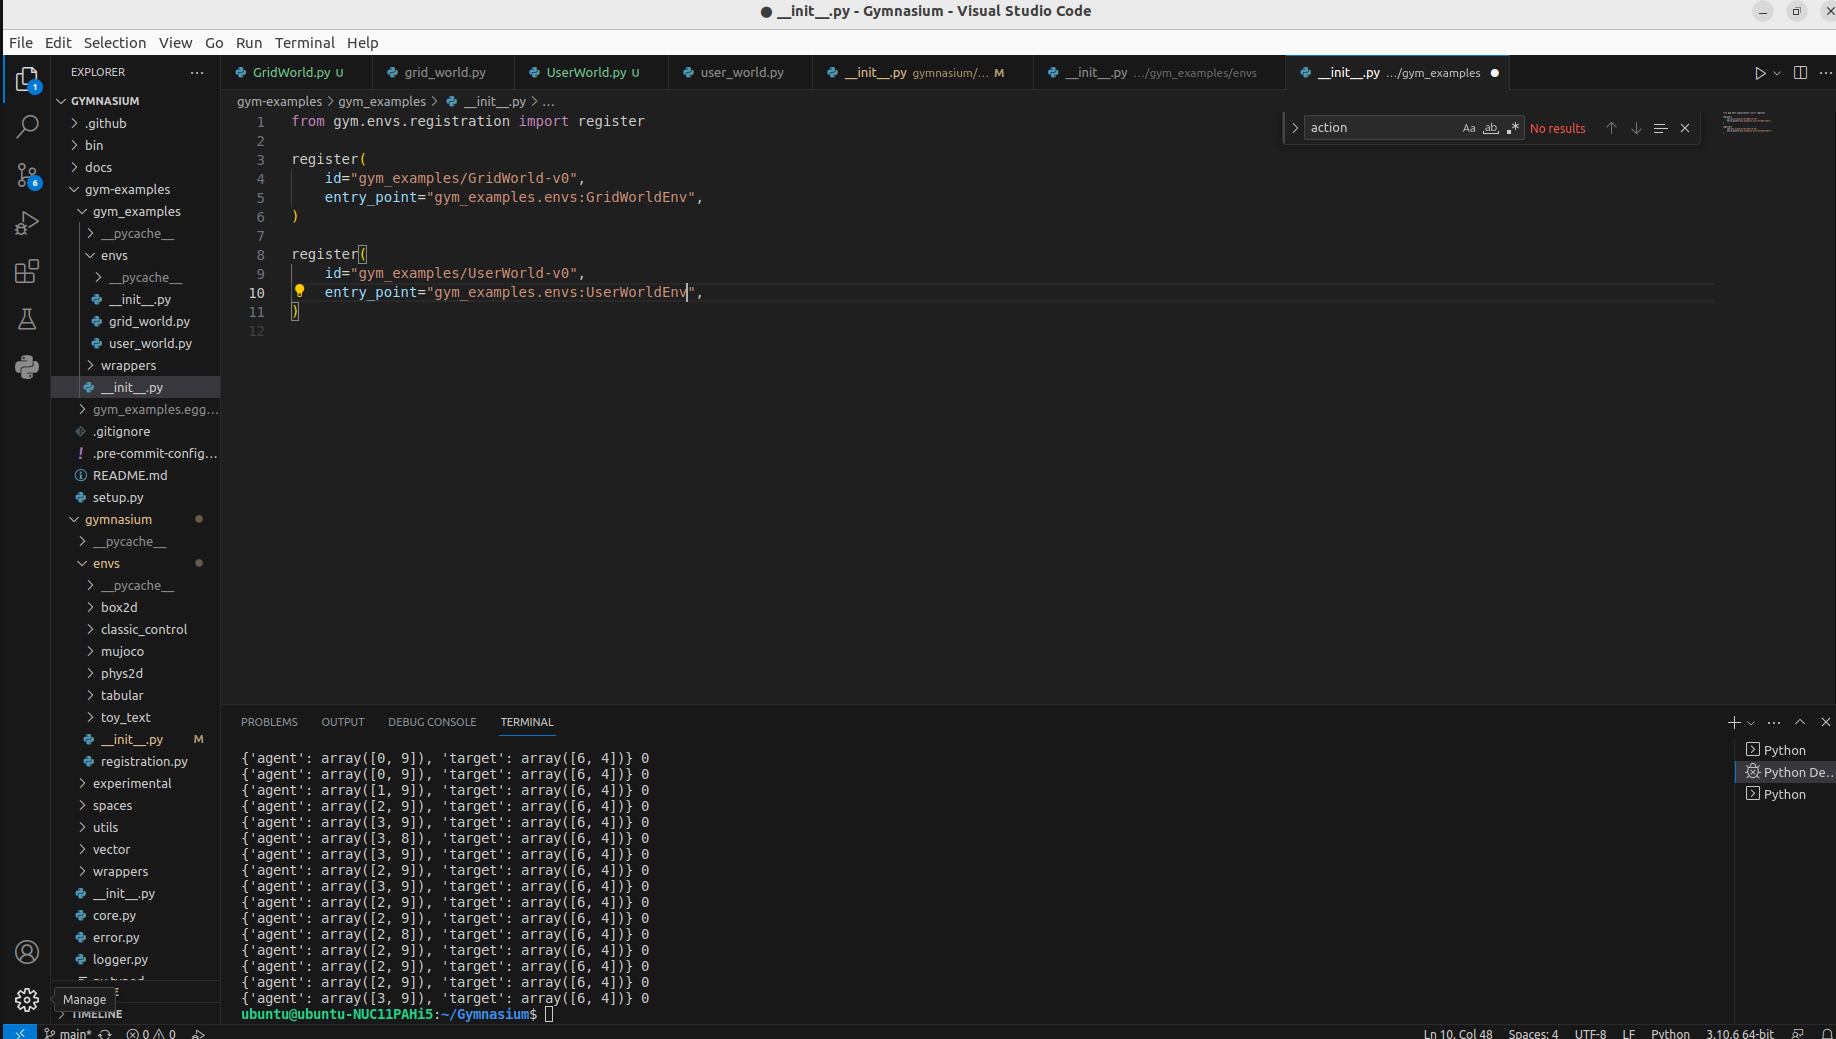 ● __init__.py - Gymnasium - Visual Studio Code
File Edit Selection View Go Run Terminal Help
EXPLORER ...
GridWorld.py U grid_world.py UserWorld.py U user_world.py __init__.py gymnasium/... M __init__.py .../gym_examples/envs __init__.py .../gym_examples ●
gym-examples > gym_examples > __init__.py > ...
GYMNASIUM
.github
bin
docs
gym-examples
gym_examples
__pycache__
envs
__pycache__
__init__.py
grid_world.py
user_world.py
wrappers
__init__.py
gym_examples.egg...
.gitignore
! .pre-commit-config...
README.md
setup.py
gymnasium
__pycache__
envs
__pycache__
box2d
classic_control
mujoco
phys2d
tabular
toy_text
__init__.py M
registration.py
experimental
spaces
utils
vector
wrappers
__init__.py
core.py
error.py
logger.py
Manage
TIMELINE
1
6
1 from gym.envs.registration import register
2
3 register(
4 id="gym_examples/GridWorld-v0",
5 entry_point="gym_examples.envs:GridWorldEnv",
6 )
7
8 register(
9 id="gym_examples/UserWorld-v0",
10 entry_point="gym_examples.envs:UserWorldEnv",
11 )
12
action Aa ab .* No results
PROBLEMS OUTPUT DEBUG CONSOLE TERMINAL
{'agent': array([0, 9]), 'target': array([6, 4])} 0
{'agent': array([0, 9]), 'target': array([6, 4])} 0
{'agent': array([1, 9]), 'target': array([6, 4])} 0
{'agent': array([2, 9]), 'target': array([6, 4])} 0
{'agent': array([3, 9]), 'target': array([6, 4])} 0
{'agent': array([3, 8]), 'target': array([6, 4])} 0
{'agent': array([3, 9]), 'target': array([6, 4])} 0
{'agent': array([2, 9]), 'target': array([6, 4])} 0
{'agent': array([3, 9]), 'target': array([6, 4])} 0
{'agent': array([2, 9]), 'target': array([6, 4])} 0
{'agent': array([2, 9]), 'target': array([6, 4])} 0
{'agent': array([2, 8]), 'target': array([6, 4])} 0
{'agent': array([2, 9]), 'target': array([6, 4])} 0
{'agent': array([2, 9]), 'target': array([6, 4])} 0
{'agent': array([2, 9]), 'target': array([6, 4])} 0
{'agent': array([3, 9]), 'target': array([6, 4])} 0
ubuntu@ubuntu-NUC11PAHi5:~/Gymnasium$
Python
Python De...
Python
main* 0 0 Ln 10, Col 48 Spaces: 4 UTF-8 LF Python 3.10.6 64-bit